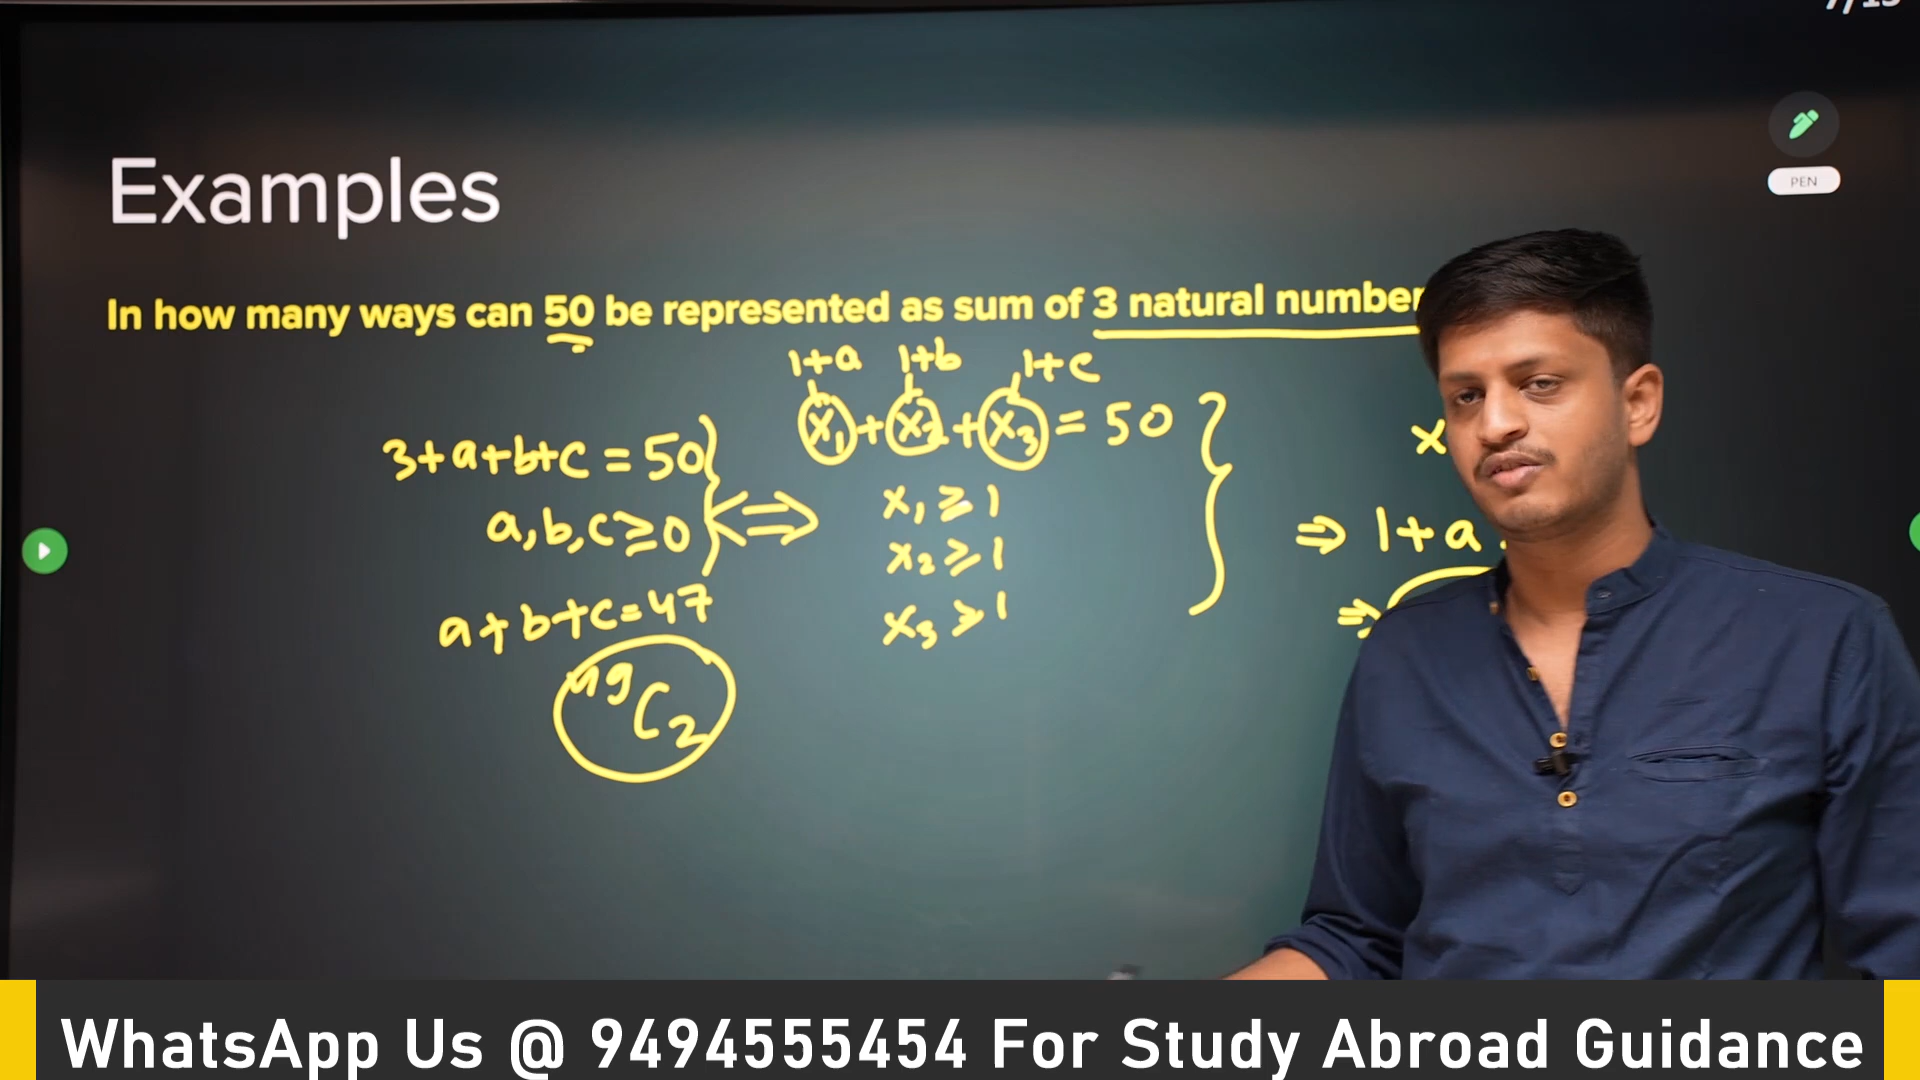 7/13
PEN
Examples
In how many ways can 50 be represented as sum of 3 natural number
1+a 1+b 1+c
x₁+x₂+x₃=50
3+a+b+c=50
a,b,c≥0
a+b+c=47
⁴⁹C₂
⇔
x₁≥1
x₂≥1
x₃≥1
x
⇒ 1+a
⇒
WhatsApp Us @ 9494555454 For Study Abroad Guidance